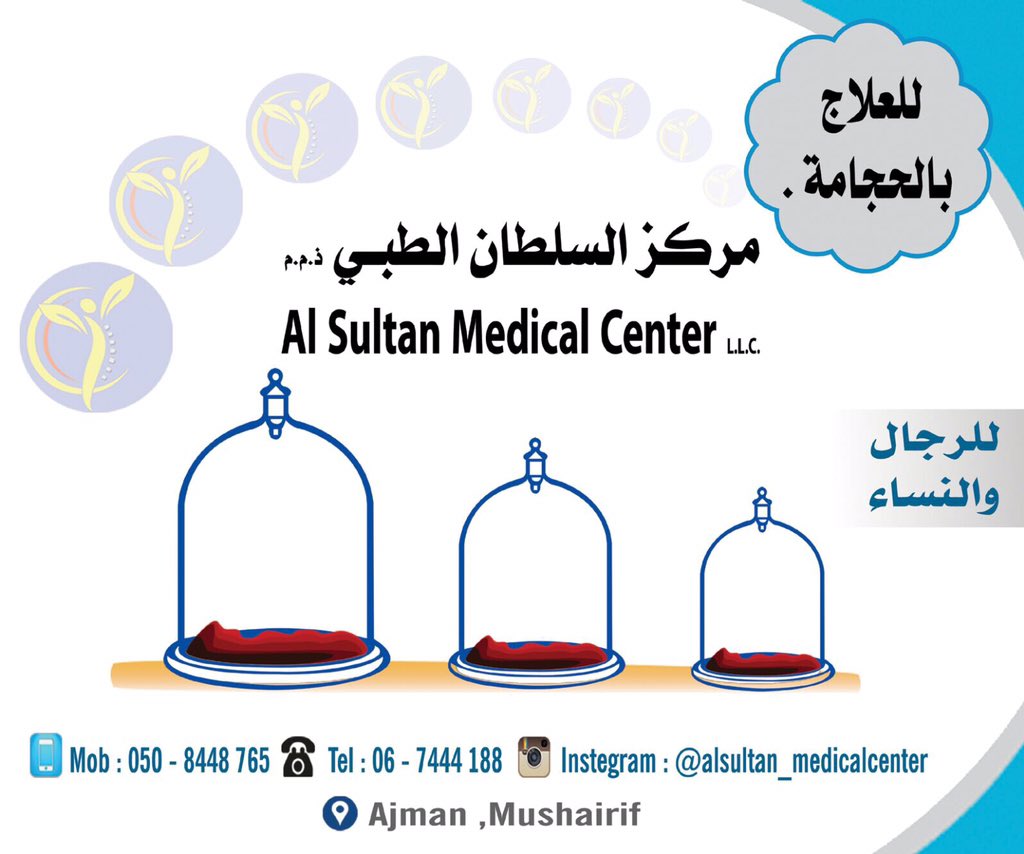 للعلاج
بالحجامة .
مركز السلطان الطبي ذ.م.م
Al Sultan Medical Center L.L.C.
للرجال
والنساء
Mob : 050 - 8448 765 Tel : 06 - 7444 188 Instegram : @alsultan_medicalcenter
Ajman ,Mushairif